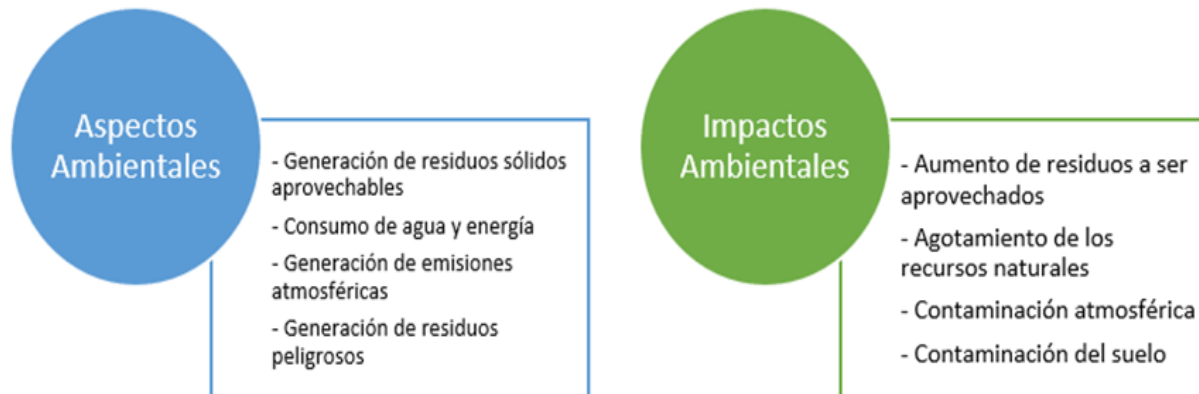 Aspectos
Ambientales
- Generación de residuos sólidos
aprovechables
- Consumo de agua y energía
- Generación de emisiones
atmosféricas
- Generación de residuos
peligrosos
Impactos
Ambientales
- Aumento de residuos a ser
aprovechados
- Agotamiento de los
recursos naturales
- Contaminación atmosférica
- Contaminación del suelo